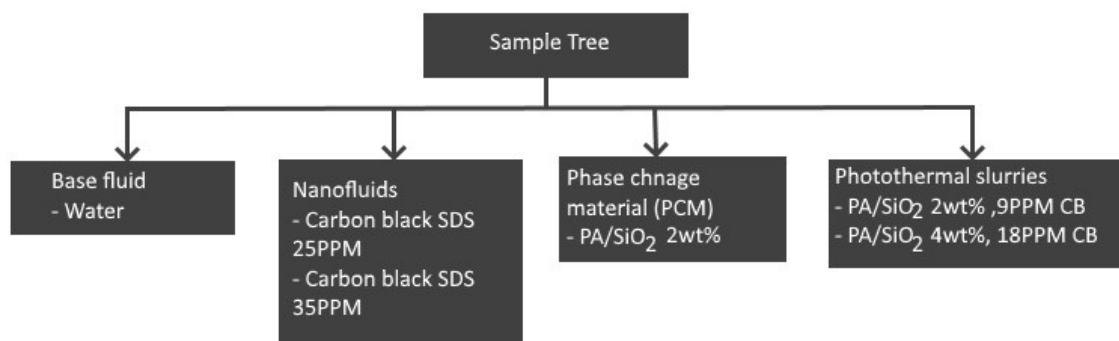 Sample Tree
Base fluid
- Water
Nanofluids
- Carbon black SDS
25PPM
- Carbon black SDS
35PPM
Phase chnage
material (PCM)
- PA/SiO₂ 2wt%
Photothermal slurries
- PA/SiO₂ 2wt% ,9PPM CB
- PA/SiO₂ 4wt%, 18PPM CB